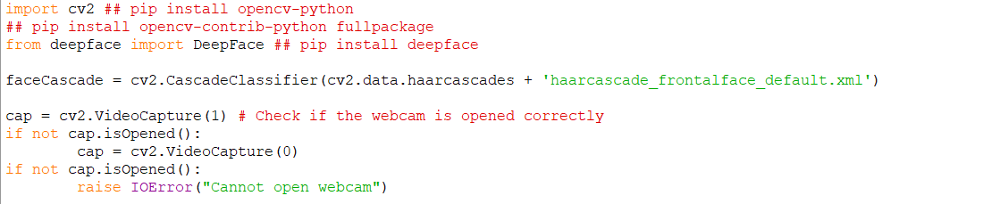 import cv2 ## pip install opencv-python
## pip install opencv-contrib-python fullpackage
from deepface import DeepFace ## pip install deepface
faceCascade = cv2.CascadeClassifier(cv2.data.haarcascades + 'haarcascade_frontalface_default.xml')
cap = cv2.VideoCapture(1) # Check if the webcam is opened correctly
if not cap.isOpened():
        cap = cv2.VideoCapture(0)
if not cap.isOpened():
        raise IOError("Cannot open webcam")